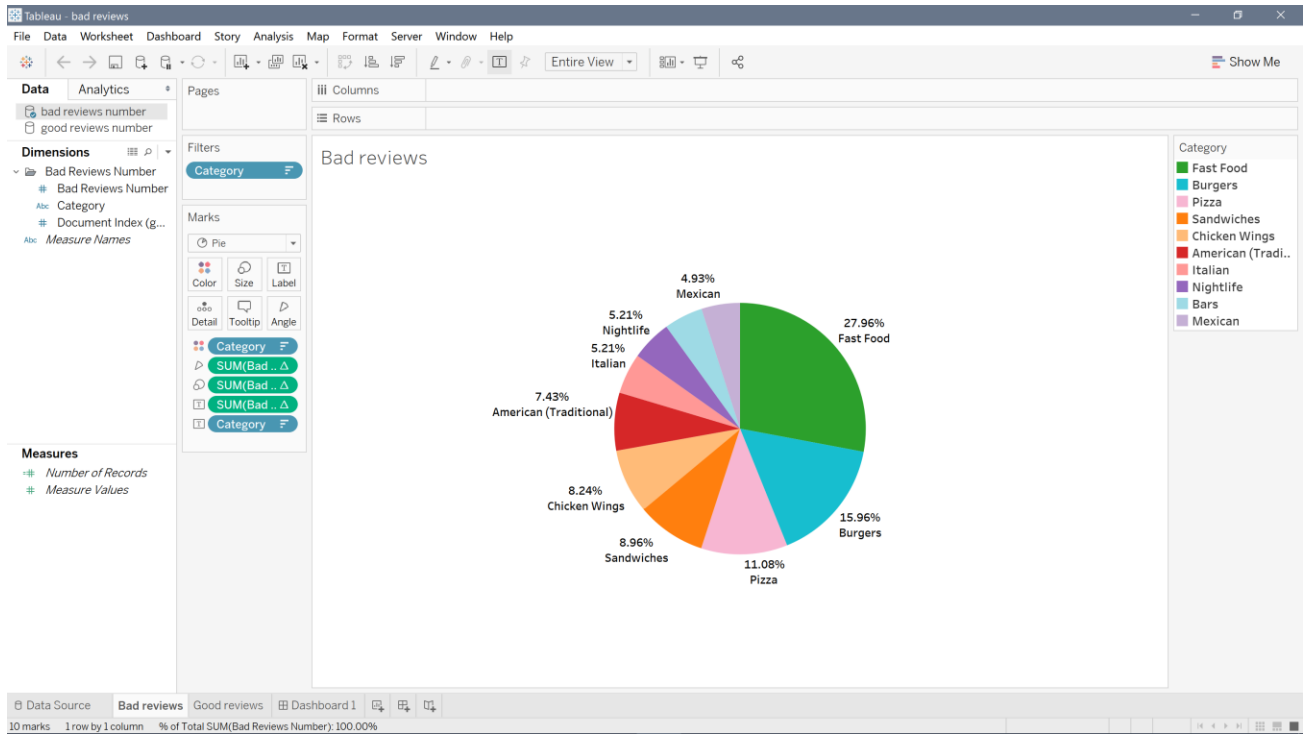 Tableau - bad reviews
File Data Worksheet Dashboard Story Analysis Map Format Server Window Help
Entire View
Show Me
Data Analytics
Pages
Columns
bad reviews number
good reviews number
Rows
Dimensions
Filters
Bad reviews
Category
Bad Reviews Number
Category
Fast Food
Bad Reviews Number
Burgers
Category
Pizza
Document Index (g...
Marks
Sandwiches
Measure Names
Pie
Chicken Wings
American (Tradi..
Color Size Label
Italian
Nightlife
Detail Tooltip Angle
Bars
Mexican
Category
SUM(Bad .. Δ
SUM(Bad .. Δ
SUM(Bad .. Δ
Category
4.93%
Mexican
5.21%
Nightlife
27.96%
Fast Food
5.21%
Italian
7.43%
American (Traditional)
8.24%
Chicken Wings
15.96%
Burgers
8.96%
Sandwiches
11.08%
Pizza
Measures
Number of Records
Measure Values
Data Source Bad reviews Good reviews Dashboard 1
10 marks 1 row by 1 column % of Total SUM(Bad Reviews Number): 100.00%